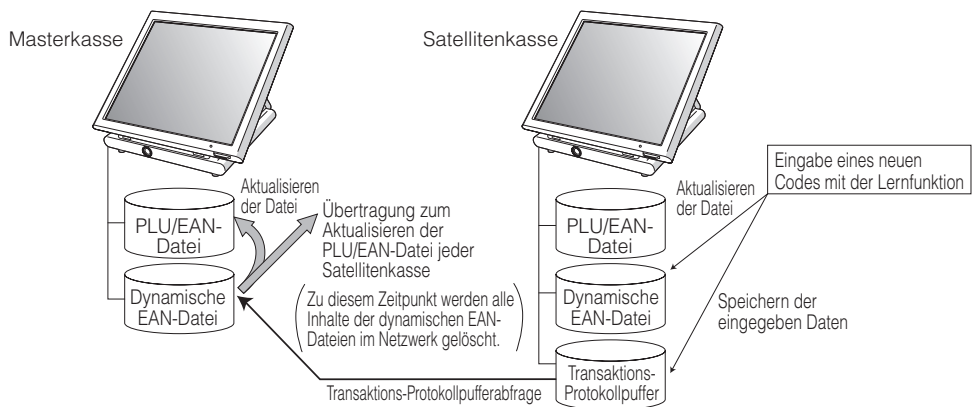 Masterkasse
Satellitenkasse
Eingabe eines neuen
Codes mit der Lernfunktion
Aktualisieren
der Datei
Aktualisieren
der Datei
PLU/EAN-
Datei
Übertragung zum
Aktualisieren der
PLU/EAN-Datei jeder
Satellitenkasse
PLU/EAN-
Datei
Dynamische
EAN-Datei
(Zu diesem Zeitpunkt werden alle
Inhalte der dynamischen EAN-
Dateien im Netzwerk gelöscht.)
Dynamische
EAN-Datei
Speichern der
eingegeben Daten
Transaktions-Protokollpufferabfrage
Transaktions-
Protokollpuffer